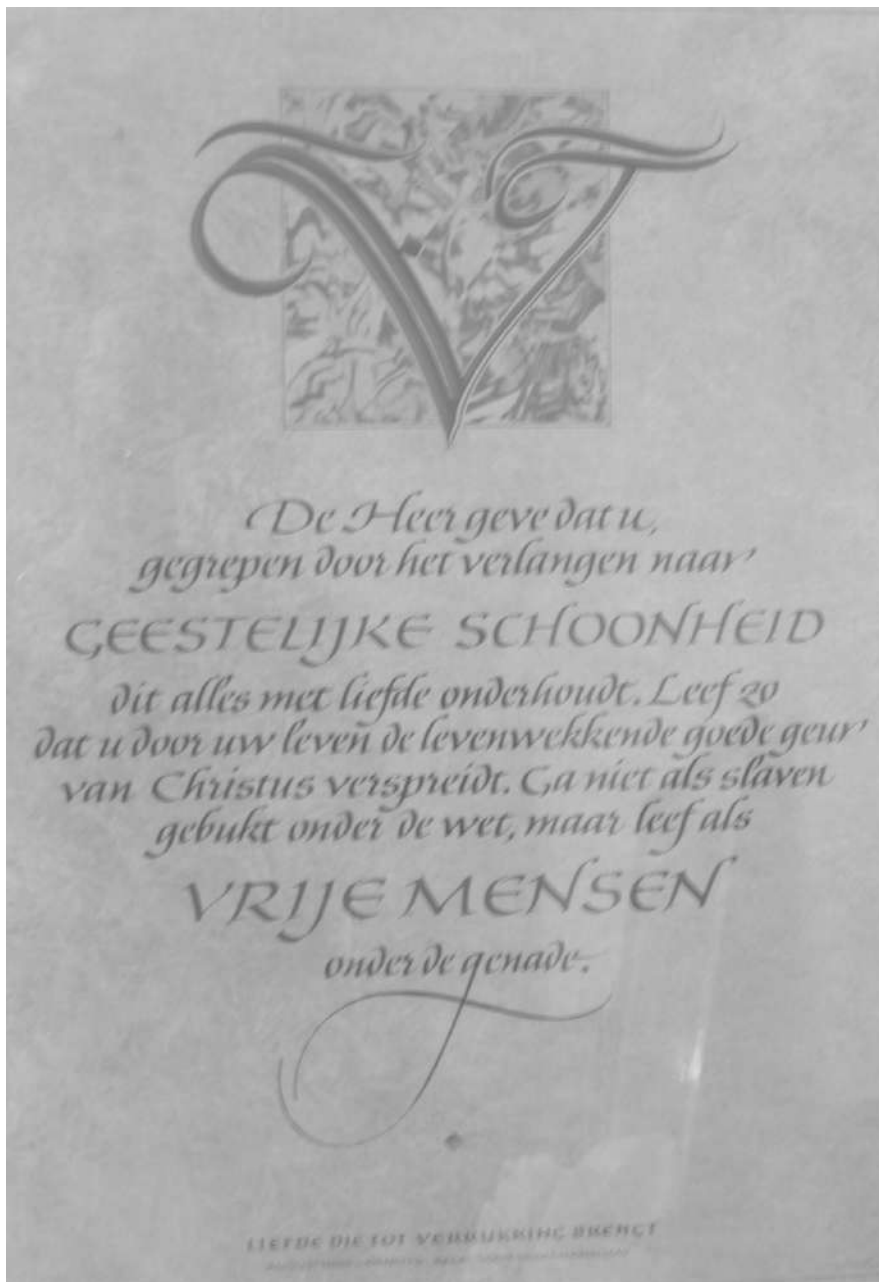 V
De Heer geve dat u,
gegrepen door het verlangen naar
GEESTELIJKE SCHOONHEID
dit alles met liefde onderhoudt. Leef zo
dat u door uw leven de levenwekkende goede geur
van Christus verspreidt. Ga niet als slaven
gebukt onder de wet, maar leef als
VRIJE MENSEN
onder de genade.
LIEFDE DIE TOT VERRUKKING BRENGT